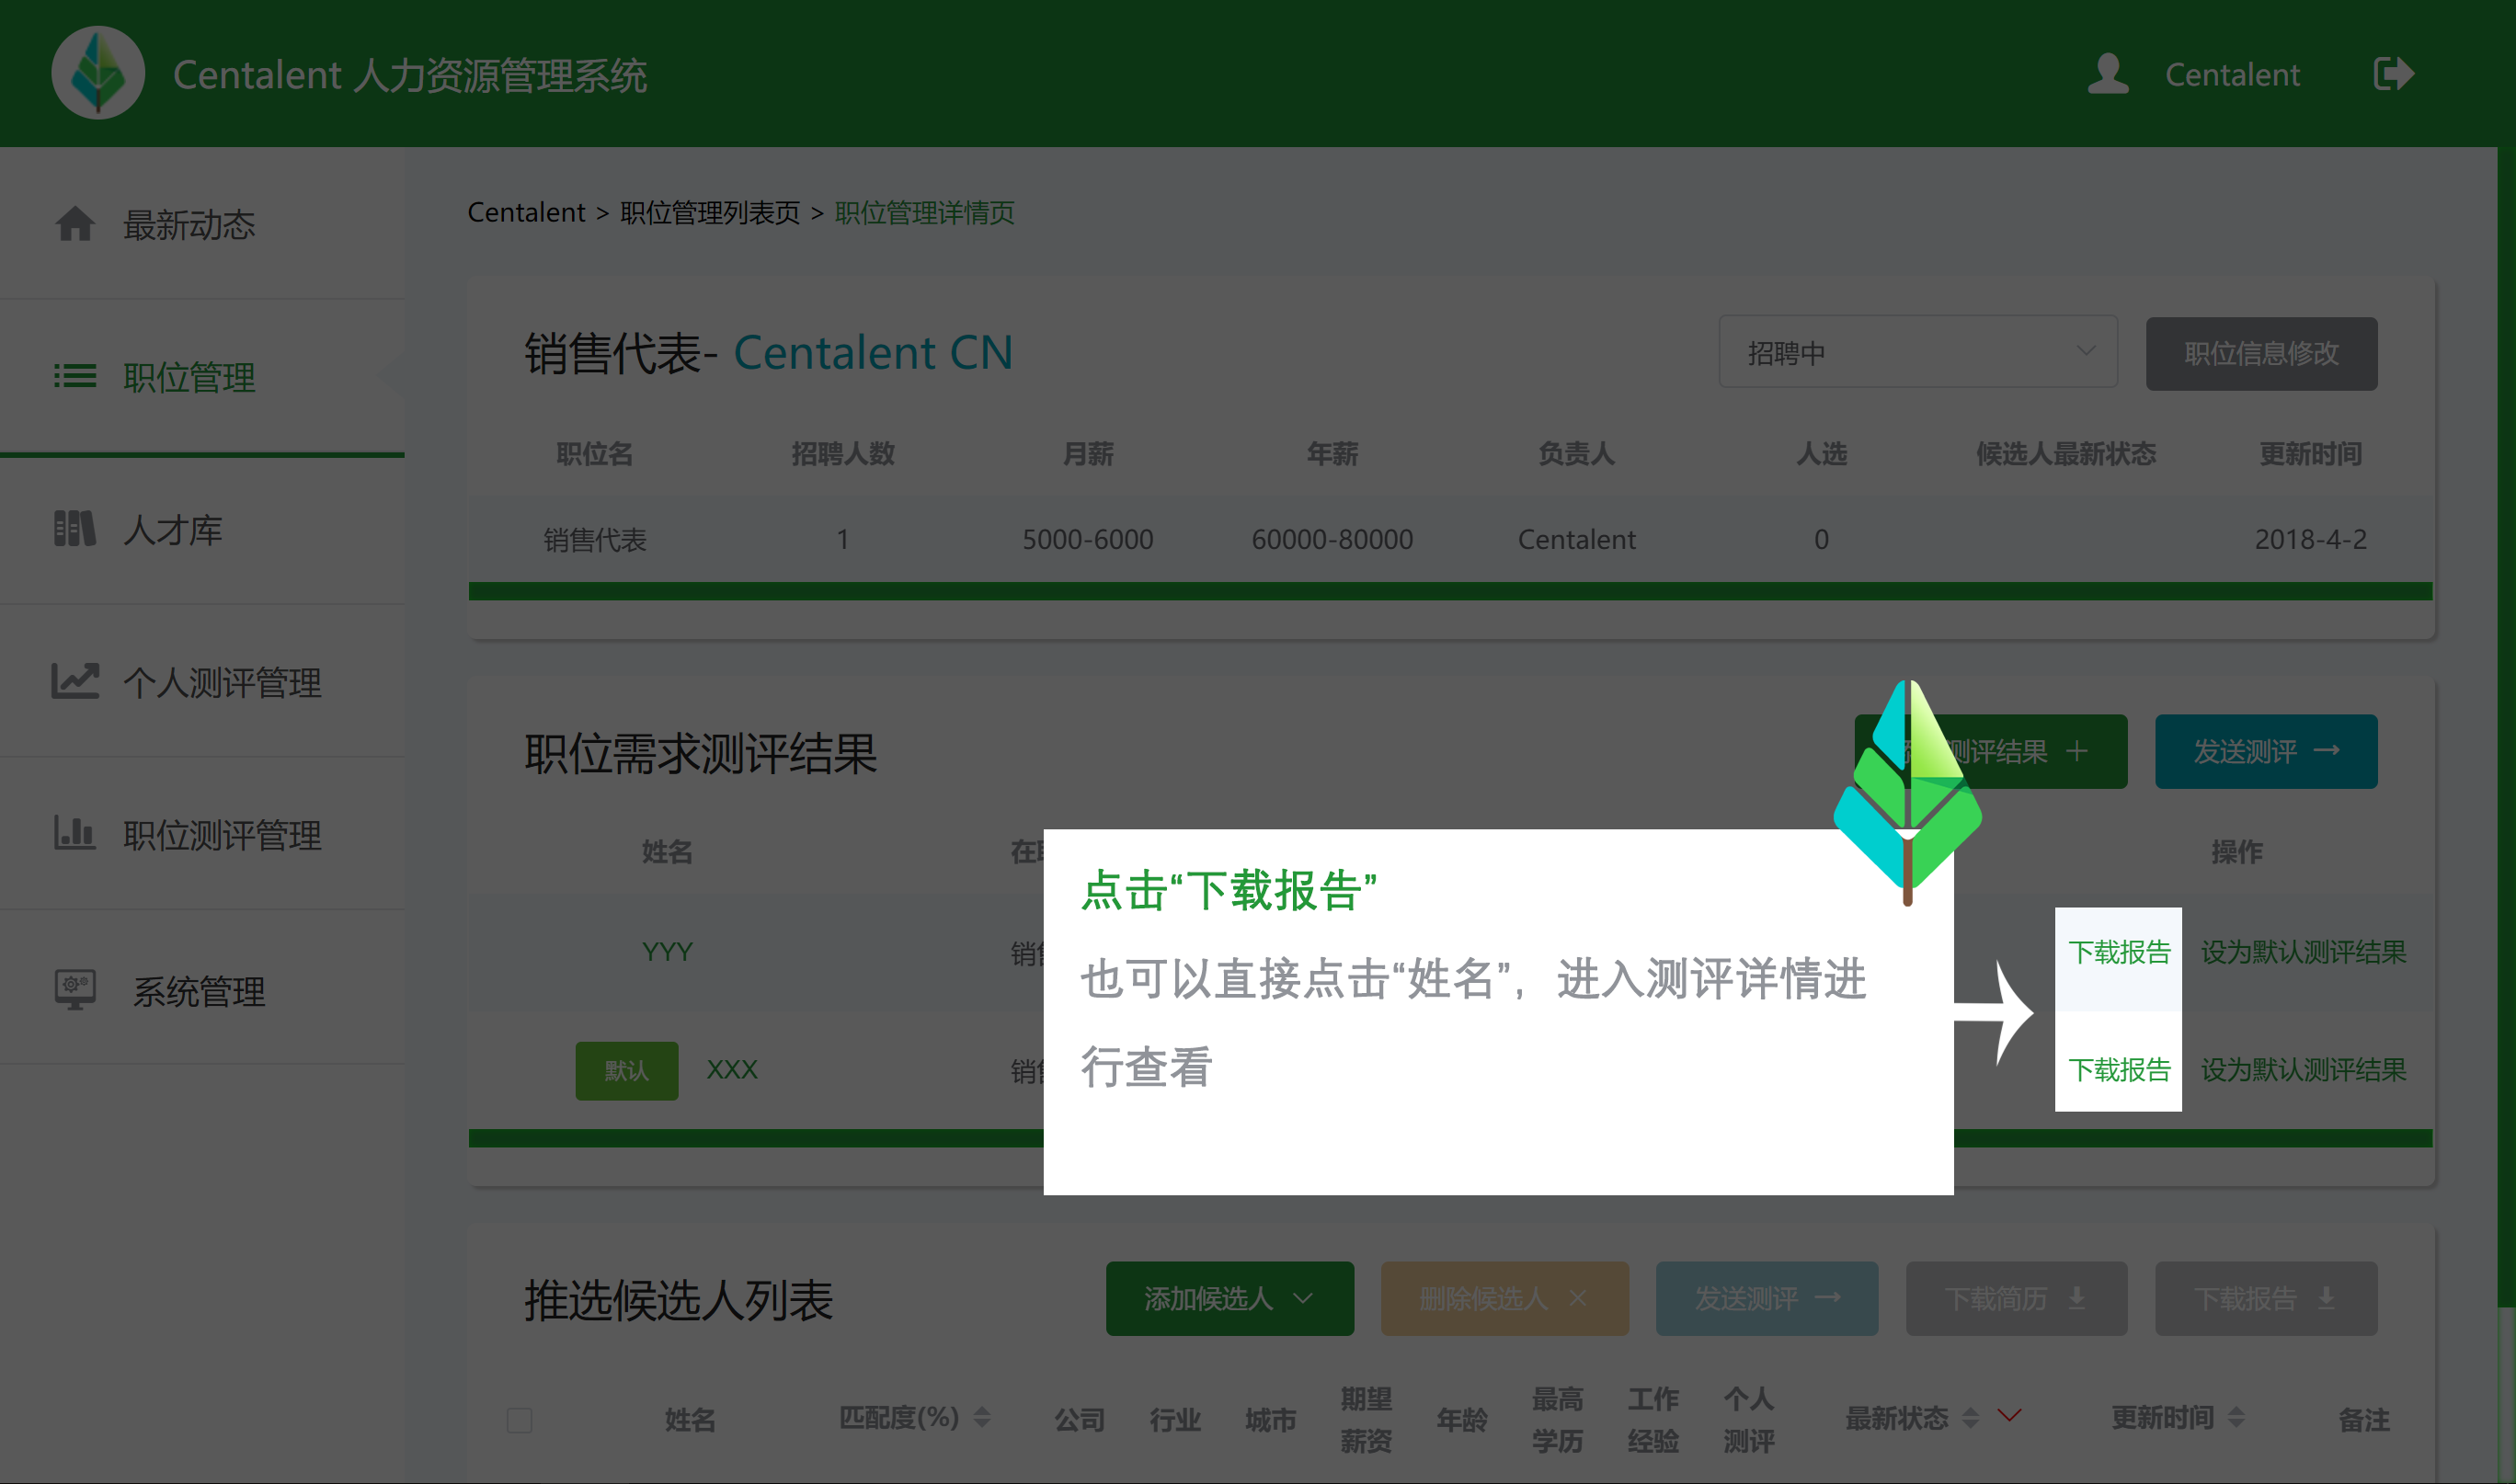 Centalent 人力资源管理系统
Centalent
最新动态
职位管理
人才库
个人测评管理
职位测评管理
系统管理
Centalent > 职位管理列表页 > 职位管理详情页
销售代表- Centalent CN
招聘中
职位信息修改
职位名 招聘人数 月薪 年薪 负责人 人选 候选人最新状态 更新时间
销售代表 1 5000-6000 60000-80000 Centalent 0 2018-4-2
职位需求测评结果
测评结果
发送测评
姓名 操作
YYY 下载报告 设为默认测评结果
默认 XXX 下载报告 设为默认测评结果
点击“下载报告”
也可以直接点击“姓名”，进入测评详情进
行查看
推选候选人列表
添加候选人
删除候选人
发送测评
下载简历
下载报告
姓名 匹配度(%) 公司 行业 城市 期望薪资 年龄 最高学历 工作经验 个人测评 最新状态 更新时间 备注